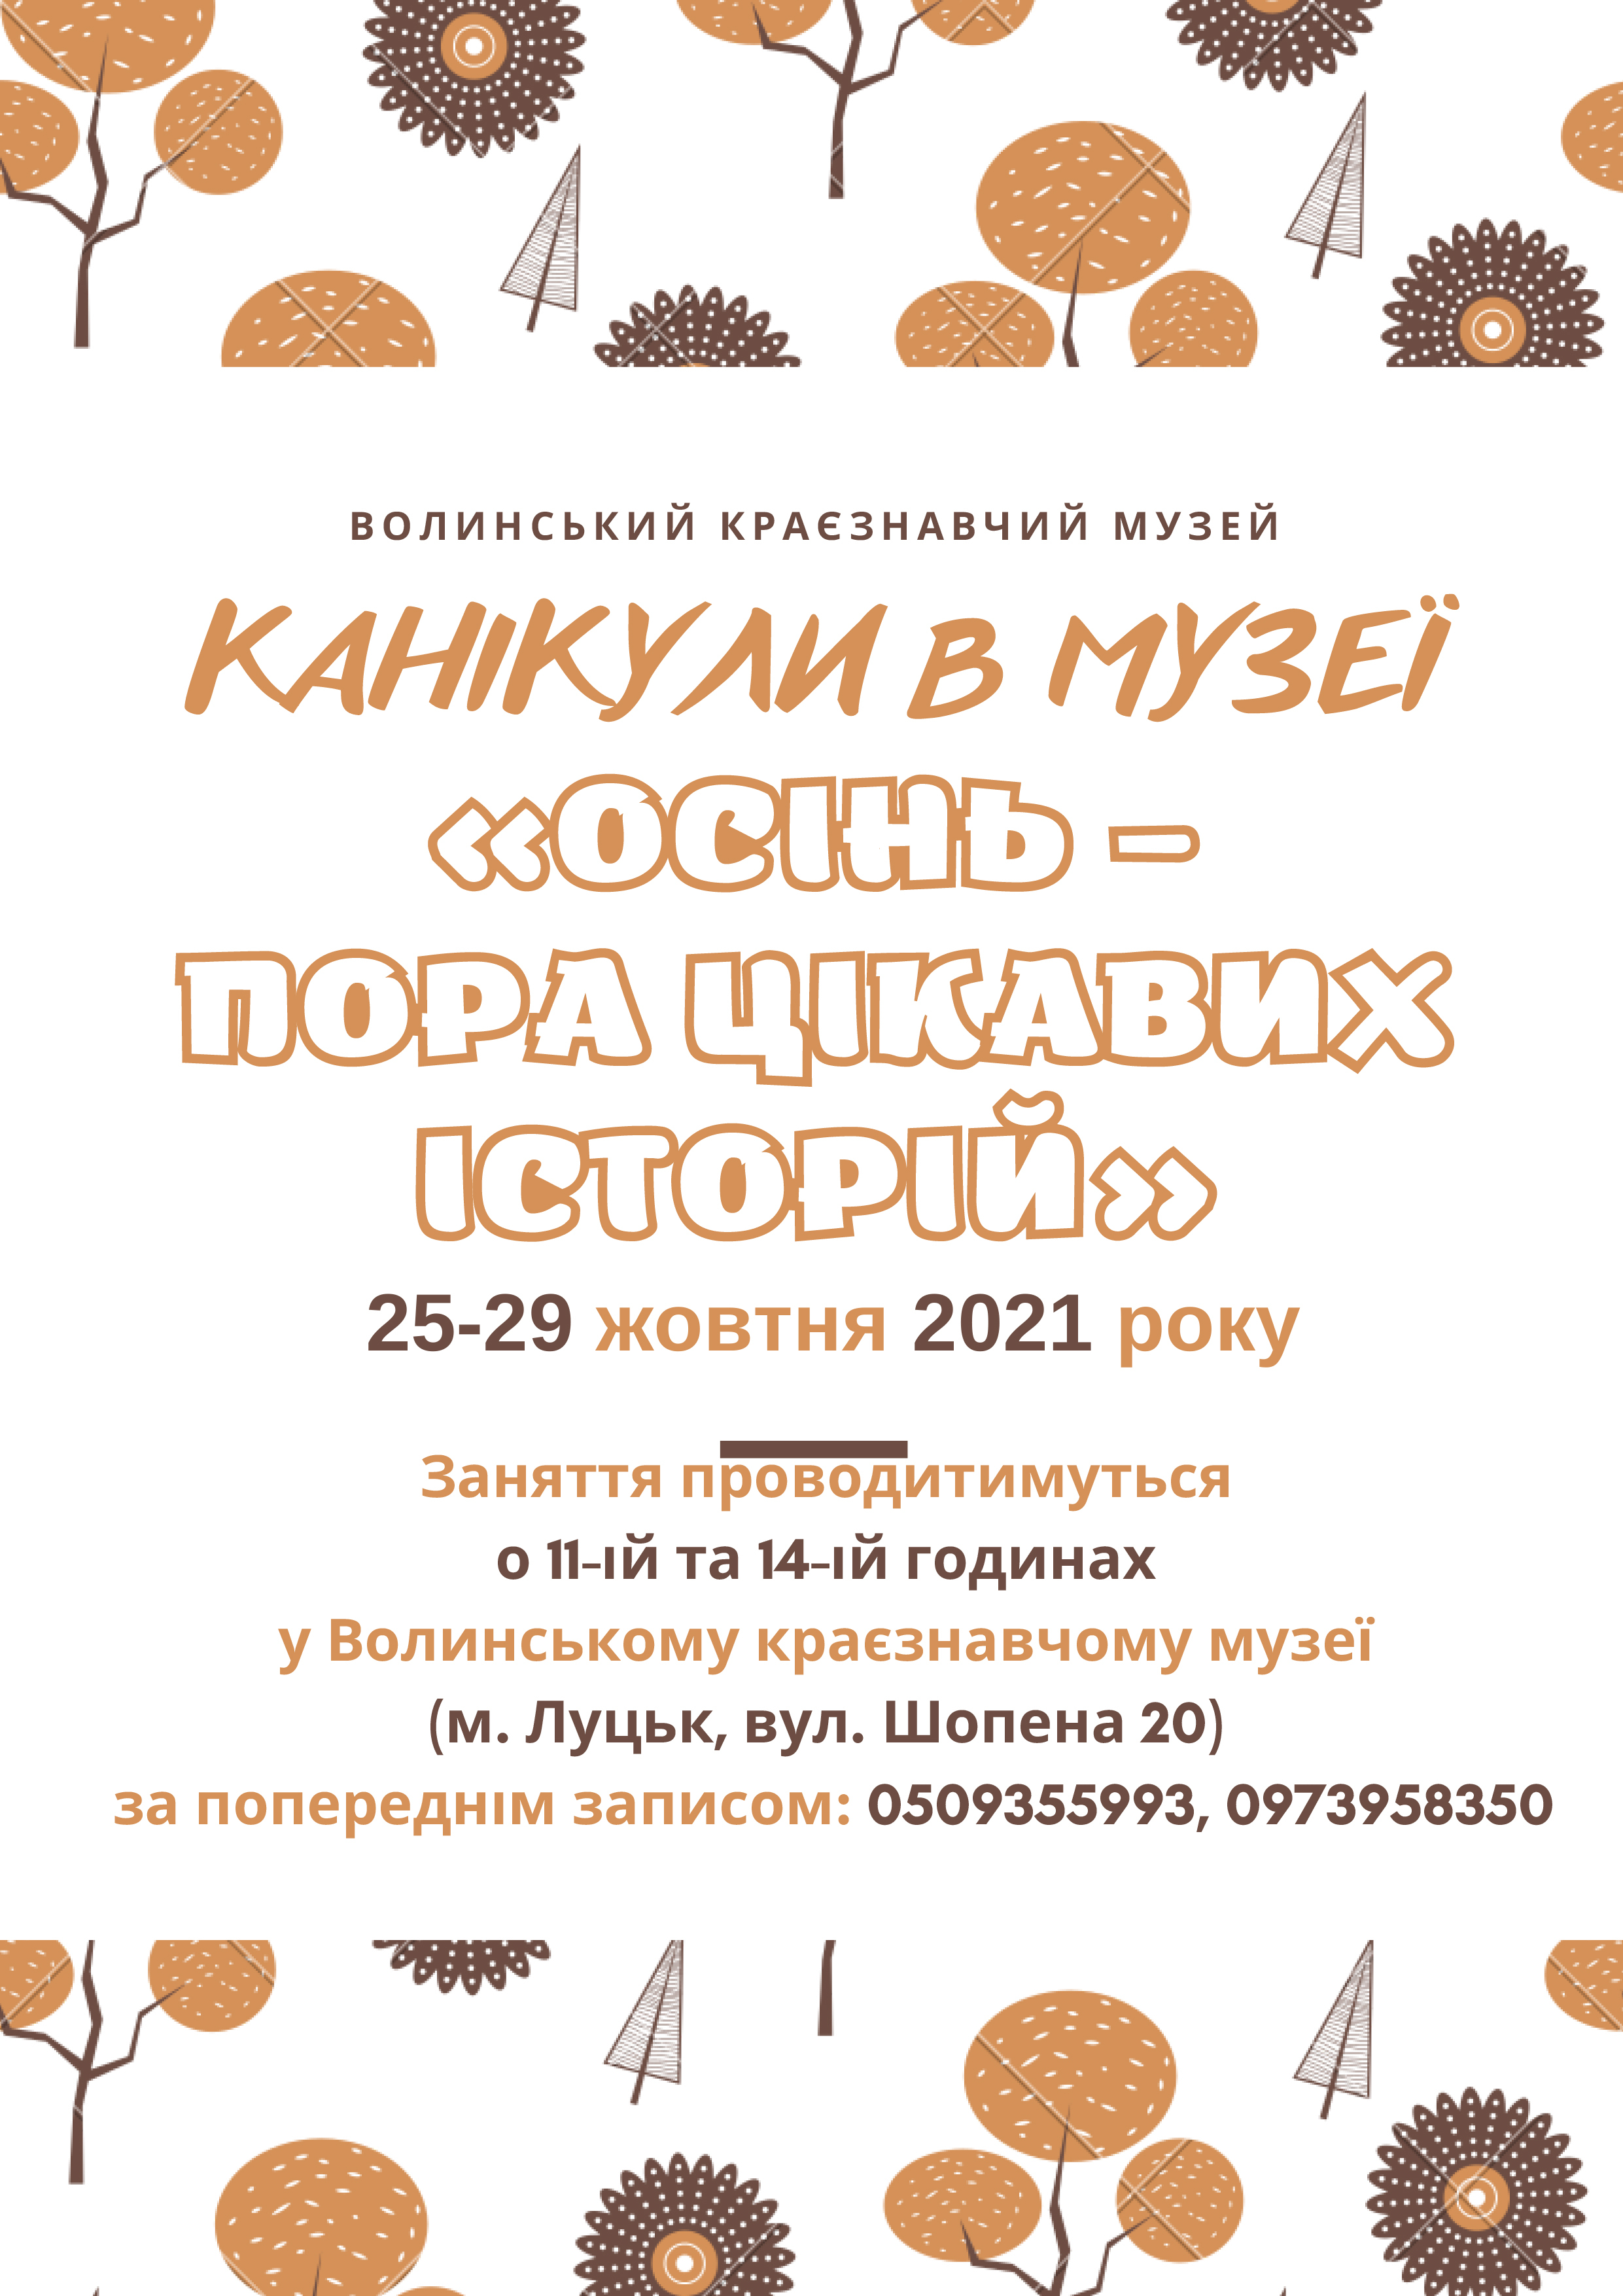 ВОЛИНСЬКИЙ КРАЄЗНАВЧИЙ МУЗЕЙ
КАНІКУЛИ В МУЗЕЇ
«ОСІНЬ –
ПОРА ЦІКАВИХ
ІСТОРІЙ»
25-29 жовтня 2021 року
Заняття проводитимуться
о 11-ій та 14-ій годинах
у Волинському краєзнавчому музеї
(м. Луцьк, вул. Шопена 20)
за попереднім записом: 0509355993, 0973958350